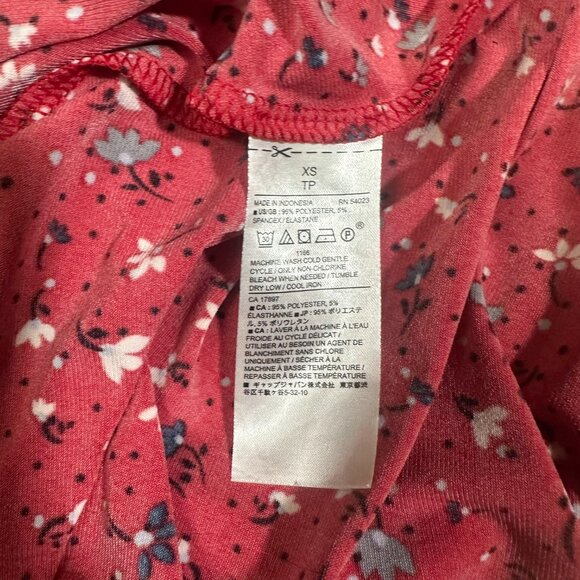 XS
TP
MADE IN INDONESIA RN 54023
■ US/GB : 95% POLYESTER, 5%
SPANDEX / ELASTANE
30
1166
MACHINE WASH COLD GENTLE
CYCLE / ONLY NON-CHLORINE
BLEACH WHEN NEEDED / TUMBLE
DRY LOW / COOL IRON
CA 17897
■ CA : 95% POLYESTER, 5%
ÉLASTHANNE ■ JP : 95% ポリエステ
ル, 5% ポリウレタン
■ CA : LAVER À LA MACHINE À L'EAU
FROIDE AU CYCLE DÉLICAT /
UTILISER AU BESOIN UN AGENT DE
BLANCHIMENT SANS CHLORE
UNIQUEMENT / SÉCHER À LA
MACHINE À BASSE TEMPÉRATURE /
REPASSER À BASSE TEMPÉRATURE
■ ギャップジャパン株式会社 東京都渋
谷区千駄ヶ谷5-32-10